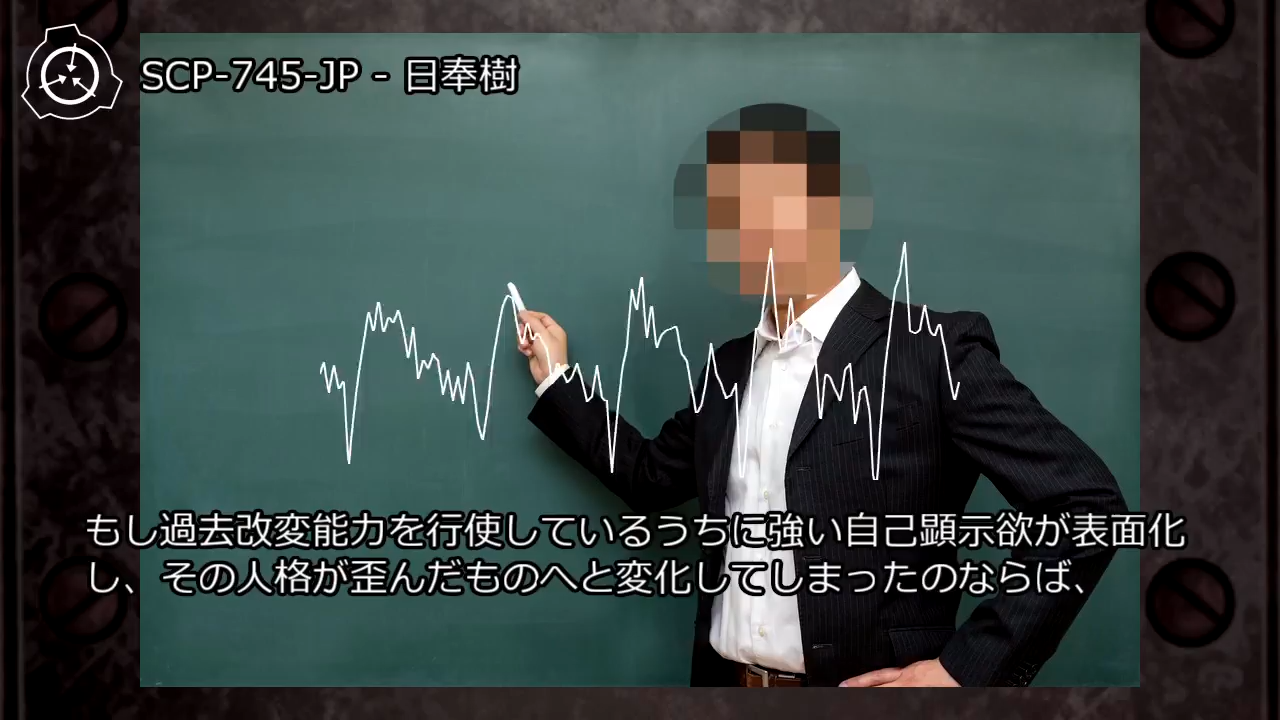 SCP-745-JP - 日奉樹
もし過去改変能力を行使しているうちに強い自己顕示欲が表面化
し、その人格が歪んだものへと変化してしまったのならば、